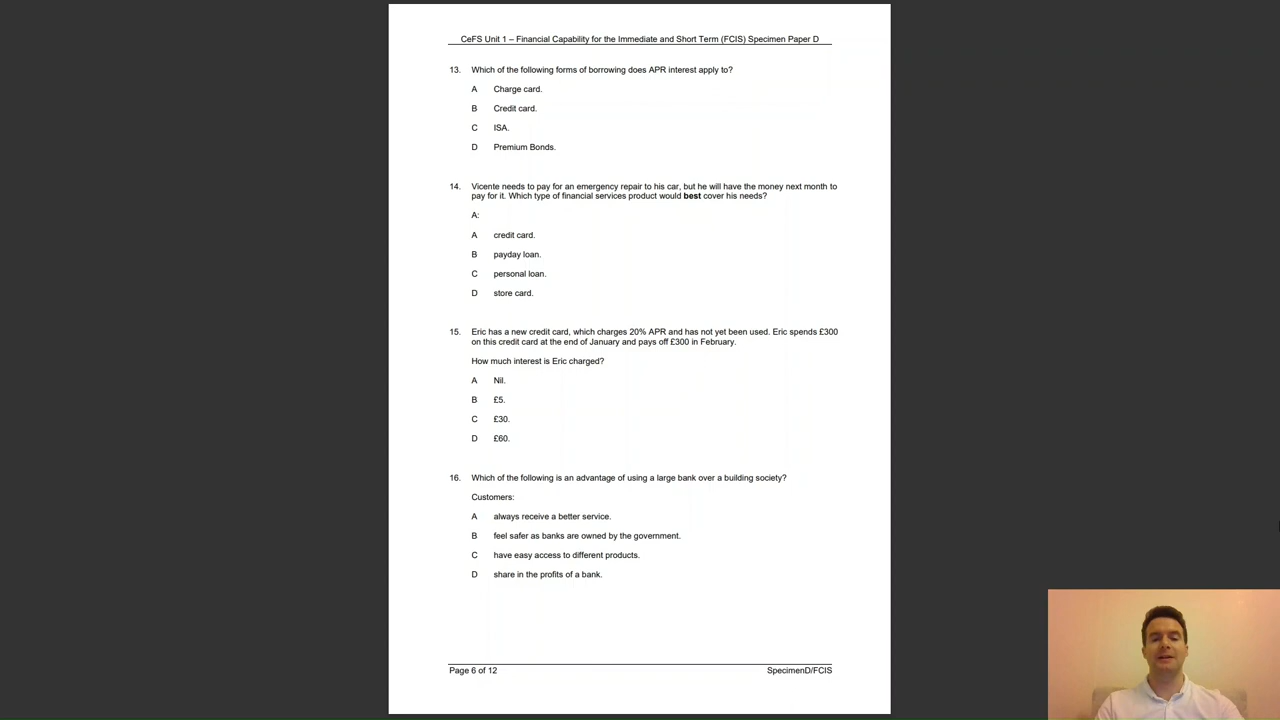 CeFS Unit 1 – Financial Capability for the Immediate and Short Term (FCIS) Specimen Paper D
13. Which of the following forms of borrowing does APR interest apply to?
A Charge card.
B Credit card.
C ISA.
D Premium Bonds.
14. Vicente needs to pay for an emergency repair to his car, but he will have the money next month to
pay for it. Which type of financial services product would best cover his needs?
A:
A credit card.
B payday loan.
C personal loan.
D store card.
15. Eric has a new credit card, which charges 20% APR and has not yet been used. Eric spends £300
on this credit card at the end of January and pays off £300 in February.
How much interest is Eric charged?
A Nil.
B £5.
C £30.
D £60.
16. Which of the following is an advantage of using a large bank over a building society?
Customers:
A always receive a better service.
B feel safer as banks are owned by the government.
C have easy access to different products.
D share in the profits of a bank.
Page 6 of 12 SpecimenD/FCIS